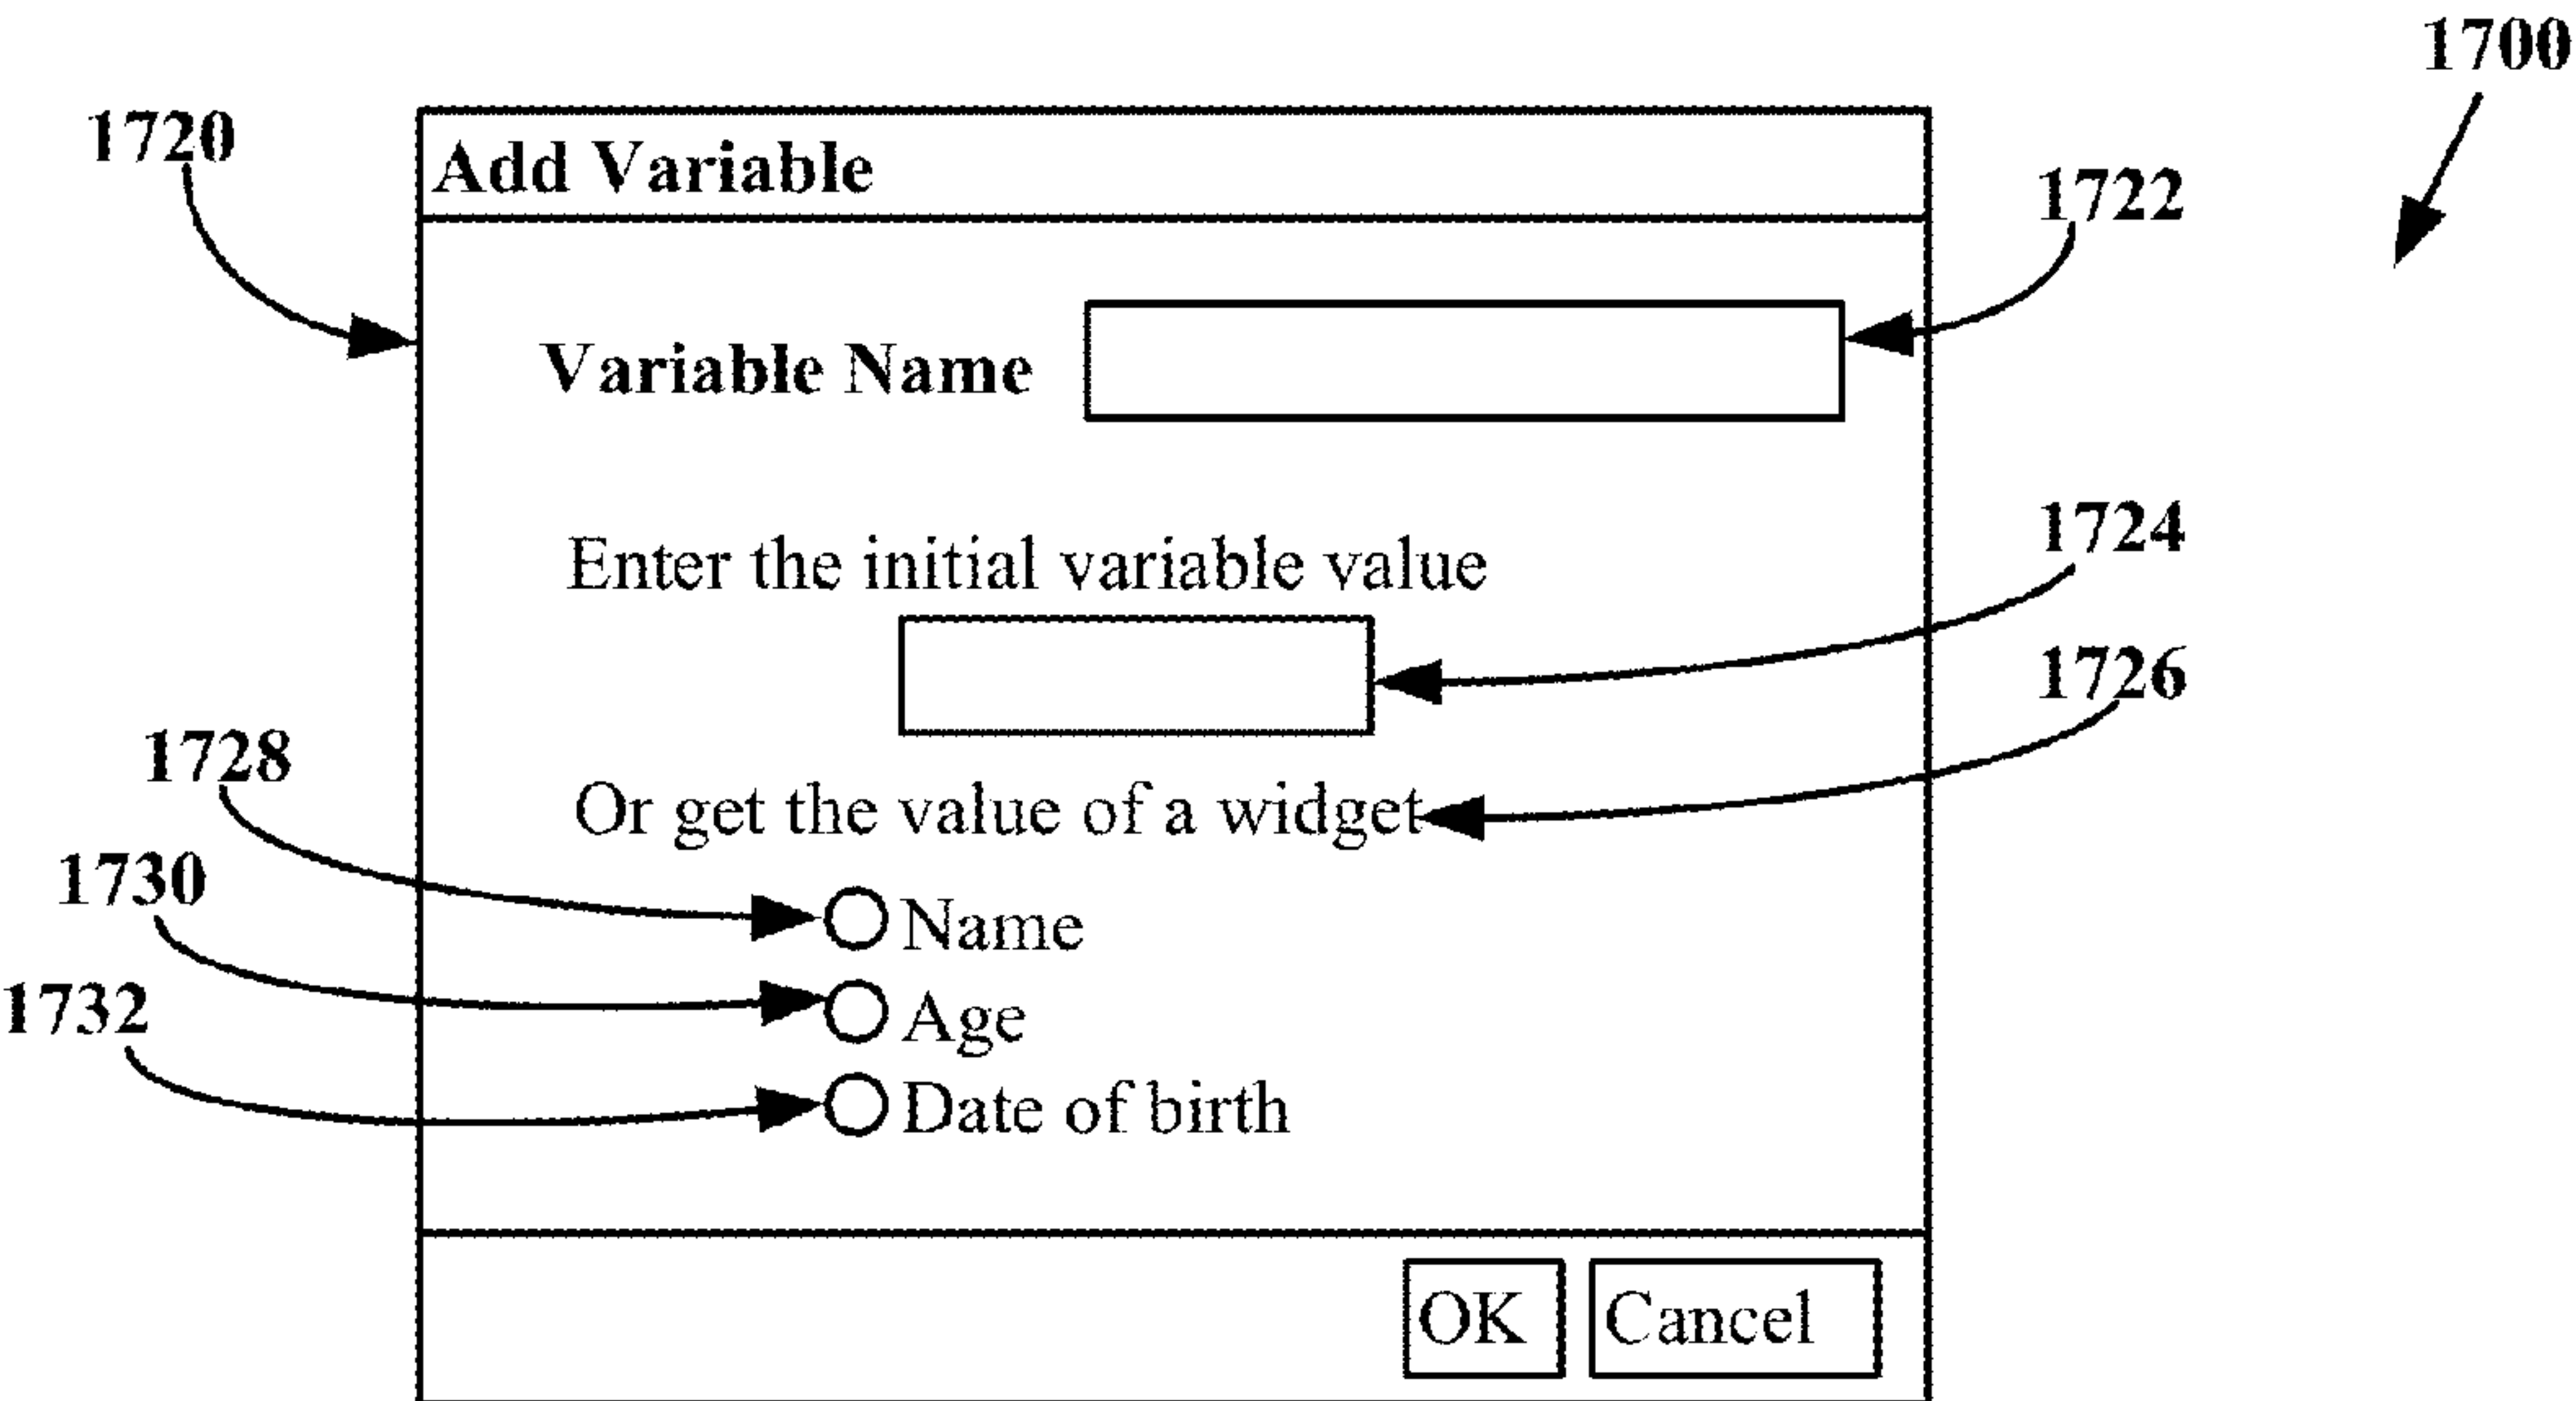 1700
1720
Add Variable
1722
Variable Name
1724
Enter the initial variable value
1726
1728
Or get the value of a widget
1730
Name
1732
Age
Date of birth
OK Cancel